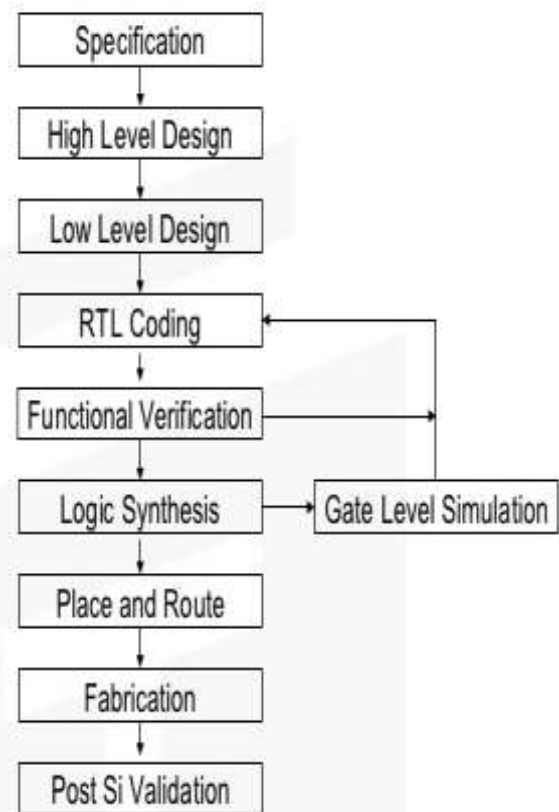 Specification
High Level Design
Low Level Design
RTL Coding
Functional Verification
Logic Synthesis
Gate Level Simulation
Place and Route
Fabrication
Post Si Validation